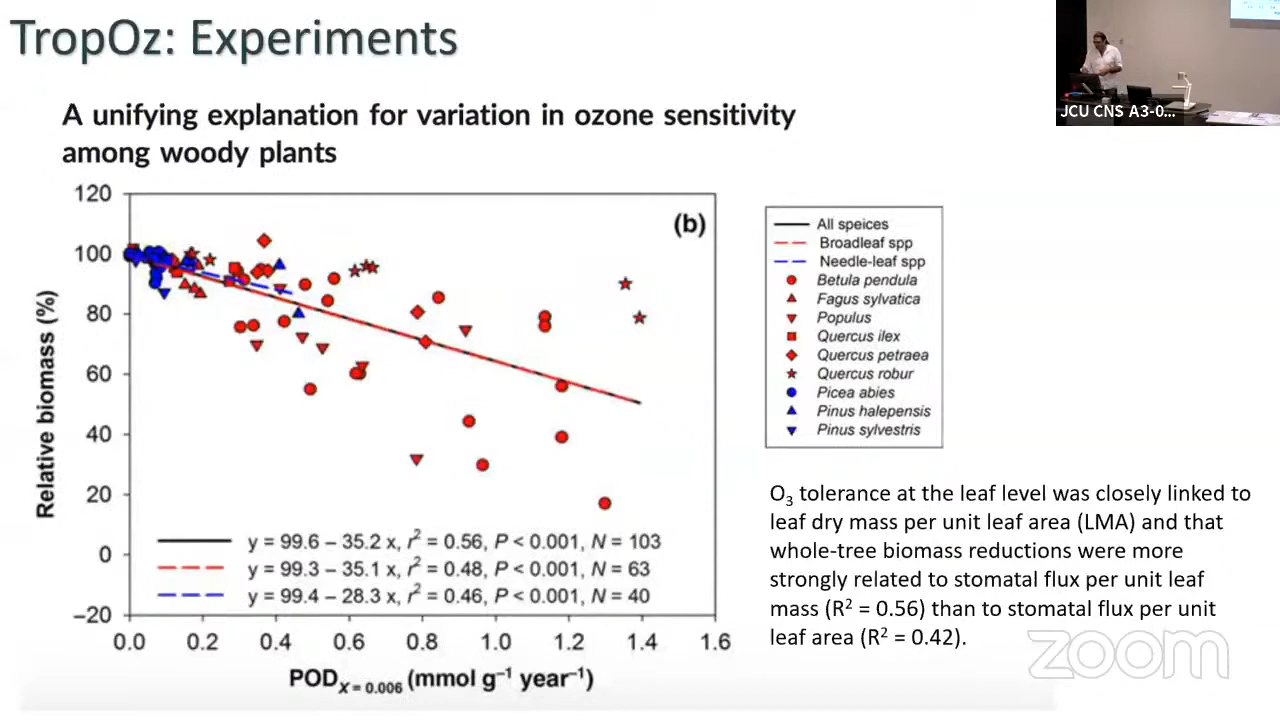 TropOz: Experiments
JCU CNS A3-0...
A unifying explanation for variation in ozone sensitivity
among woody plants
120
100
80
60
40
20
0
–20
Relative biomass (%)
(b)
y = 99.6 – 35.2 x, r² = 0.56, P < 0.001, N = 103
y = 99.3 – 35.1 x, r² = 0.48, P < 0.001, N = 63
y = 99.4 – 28.3 x, r² = 0.46, P < 0.001, N = 40
0.0 0.2 0.4 0.6 0.8 1.0 1.2 1.4 1.6
PODX = 0.006 (mmol g⁻¹ year⁻¹)
All speices
Broadleaf spp
Needle-leaf spp
Betula pendula
Fagus sylvatica
Populus
Quercus ilex
Quercus petraea
Quercus robur
Picea abies
Pinus halepensis
Pinus sylvestris
O₃ tolerance at the leaf level was closely linked to
leaf dry mass per unit leaf area (LMA) and that
whole-tree biomass reductions were more
strongly related to stomatal flux per unit leaf
mass (R² = 0.56) than to stomatal flux per unit
leaf area (R² = 0.42).
zoom